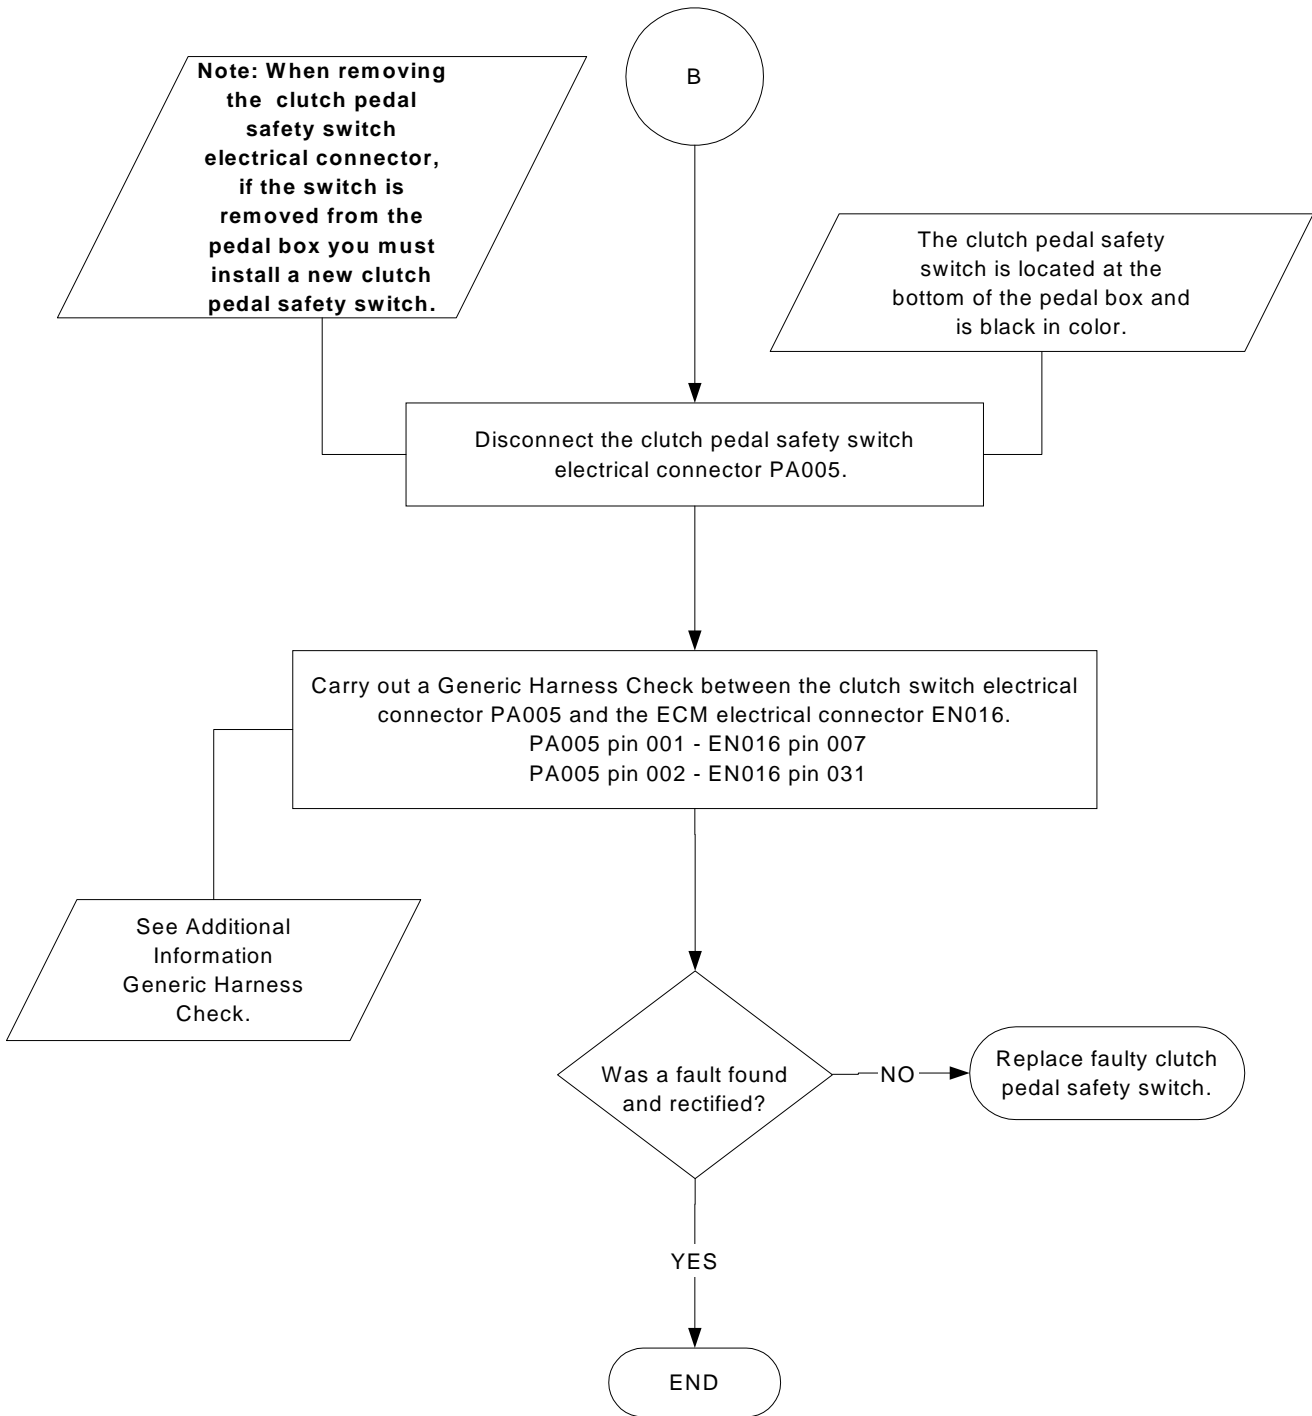 B
Note: When removing
the clutch pedal
safety switch
electrical connector,
if the switch is
removed from the
pedal box you must
install a new clutch
pedal safety switch.
The clutch pedal safety
switch is located at the
bottom of the pedal box and
is black in color.
Disconnect the clutch pedal safety switch
electrical connector PA005.
Carry out a Generic Harness Check between the clutch switch electrical
connector PA005 and the ECM electrical connector EN016.
PA005 pin 001 - EN016 pin 007
PA005 pin 002 - EN016 pin 031
See Additional
Information
Generic Harness
Check.
Was a fault found
and rectified?
NO
Replace faulty clutch
pedal safety switch.
YES
END